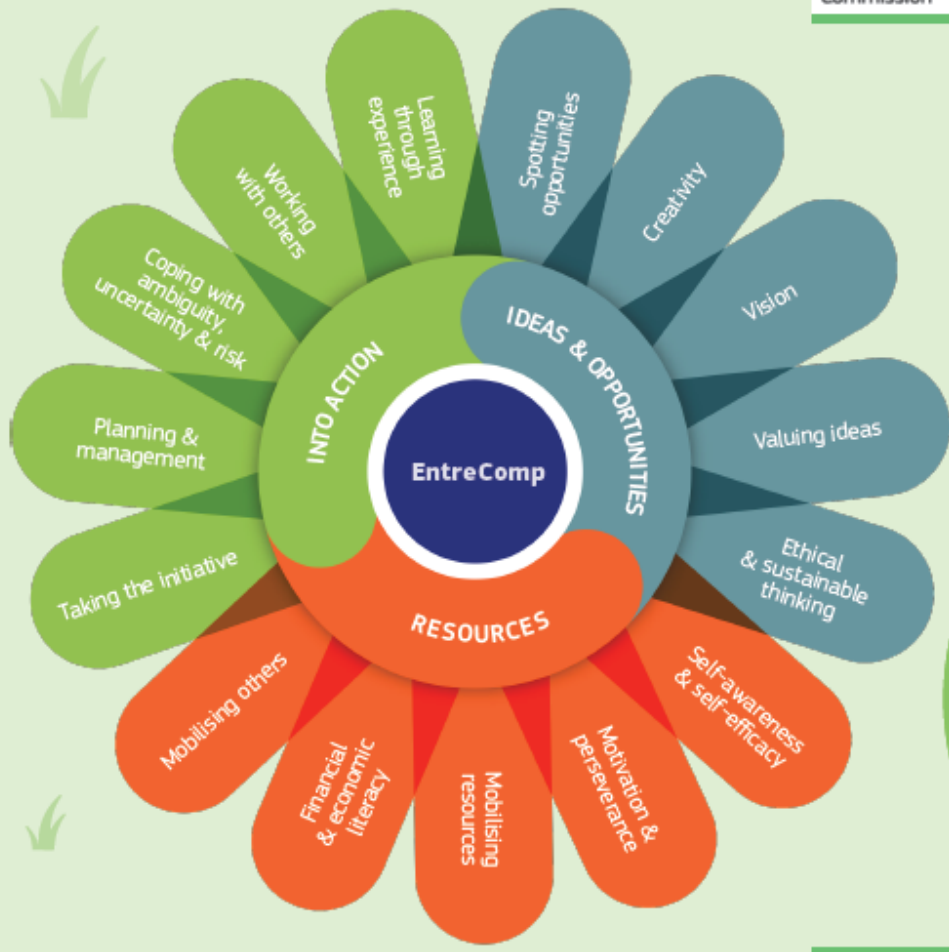 Commission
EntreComp
IDEAS & OPPORTUNITIES
Spotting
opportunities
Creativity
Vision
Valuing ideas
Ethical
& sustainable
thinking
RESOURCES
Self-awareness
& self-efficacy
Motivation &
perseverance
Mobilising
resources
Financial
& economic
literacy
Mobilising others
INTO ACTION
Taking the initiative
Planning &
management
Coping with
ambiguity,
uncertainty & risk
Working
with others
Learning
through
experience